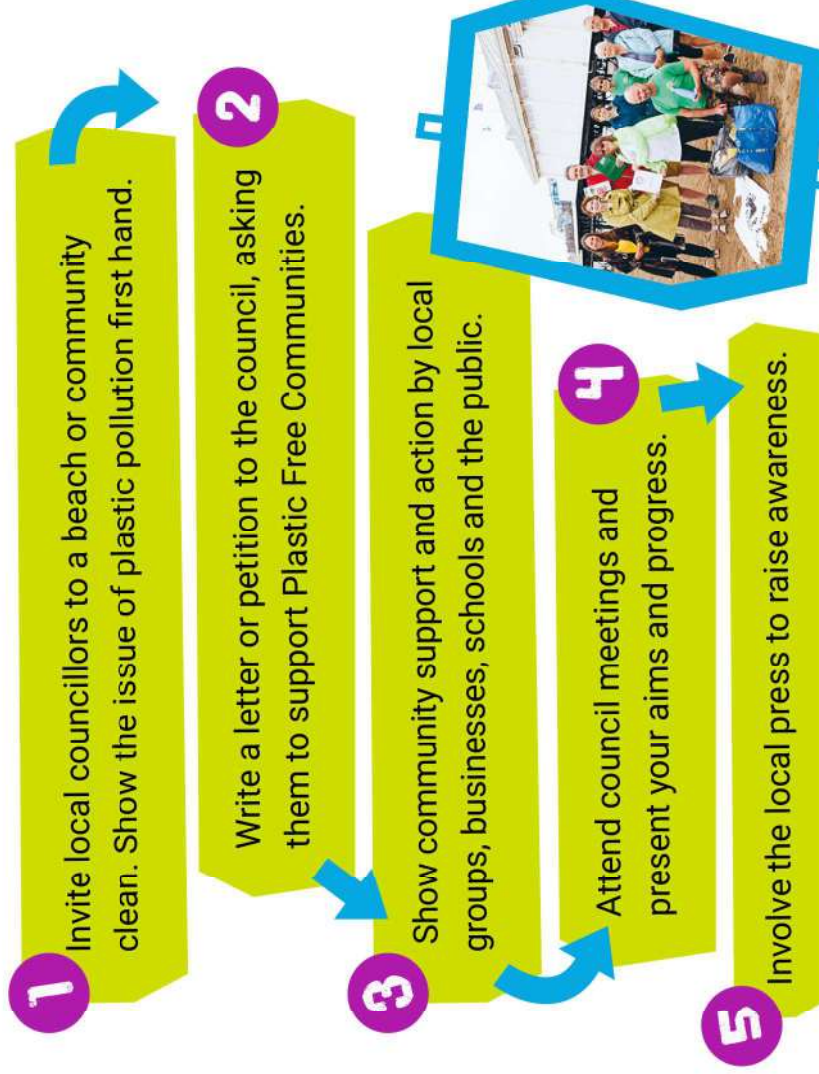 1
Invite local councillors to a beach or community
clean. Show the issue of plastic pollution first hand.
2
Write a letter or petition to the council, asking
them to support Plastic Free Communities.
3
Show community support and action by local
groups, businesses, schools and the public.
4
Attend council meetings and
present your aims and progress.
5
Involve the local press to raise awareness.